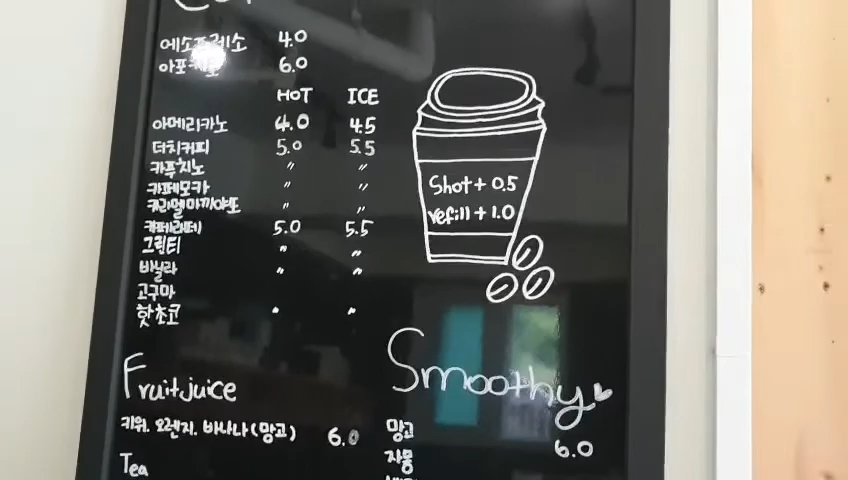 에스프레소 4.0
아포가토 6.0
HOT ICE
아메리카노 4.0 4.5
더치커피 5.0 5.5
카푸치노 〃 〃
카페모카 〃 〃
카라멜마끼야또 〃 〃
카페라떼 5.0 5.5
그린티 〃 〃
바닐라 〃 〃
고구마
핫초코 〃 〃
Shot + 0.5
refill + 1.0
Fruit juice
키위. 오렌지. 바나나(망고) 6.0
Tea
Smoothy
망고 6.0
자몽